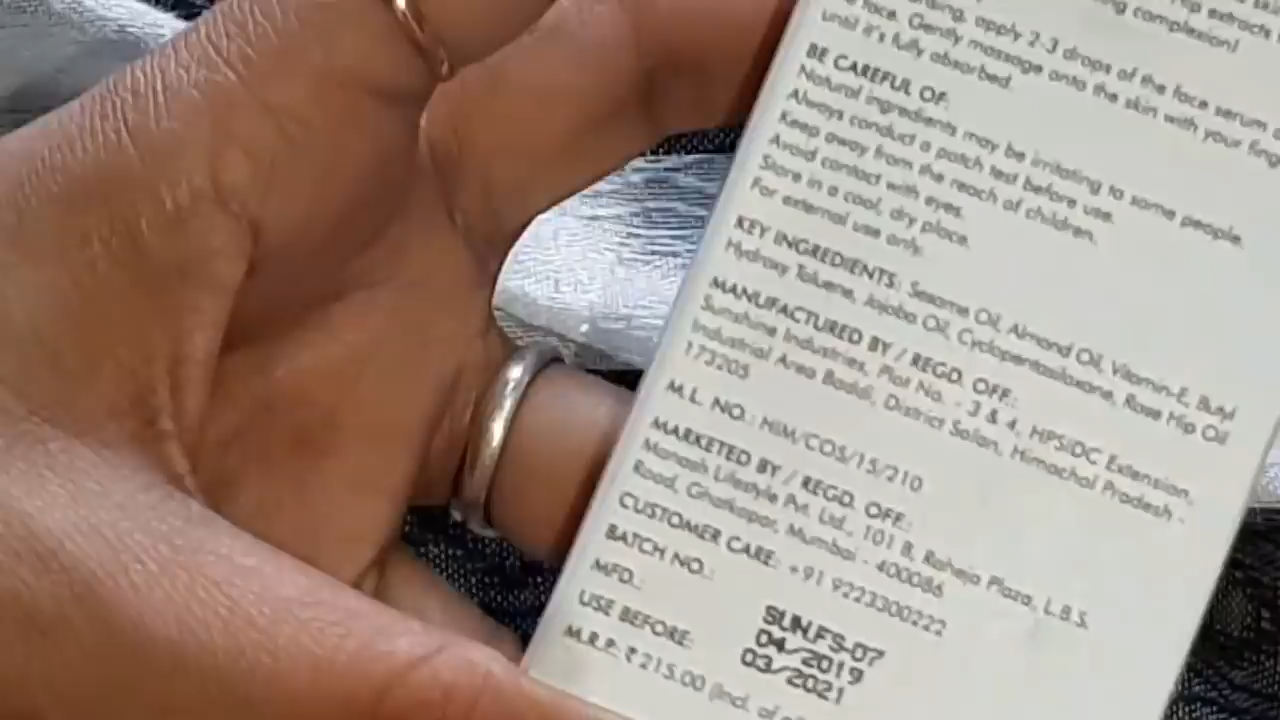 hip extracts
complexion!
apply 2-3 drops of the face serum
face. Gently massage onto the skin with your
until it's fully absorbed.
BE CAREFUL OF:
Natural ingredients may be irritating to some people.
Always conduct a patch test before use.
Keep away from the reach of children.
Avoid contact with eyes.
Store in a cool, dry place.
For external use only.
KEY INGREDIENTS: Sesame Oil, Almond Oil, Vitamin-E, Butyl
Hydroxy Toluene, Jojoba Oil, Cyclopentasiloxane, Rose Hip Oil
MANUFACTURED BY / REGD. OFF.:
Sunshine Industries, Plot No. - 3 & 4, HPSIDC Extension,
Industrial Area Baddi, District Solan, Himachal Pradesh -
173205
M.L. NO.: HIM/COS/15/210
MARKETED BY / REGD. OFF.:
Manash Lifestyle Pvt. Ltd., 101 B, Raheja Plaza, L.B.S.
Road, Ghatkopar, Mumbai - 400086
CUSTOMER CARE: +91 9223300222
BATCH NO.: SUN.FS-07
MFD.: 04/2019
USE BEFORE: 03/2021
M.R.P: ₹215.00 (Incl. of